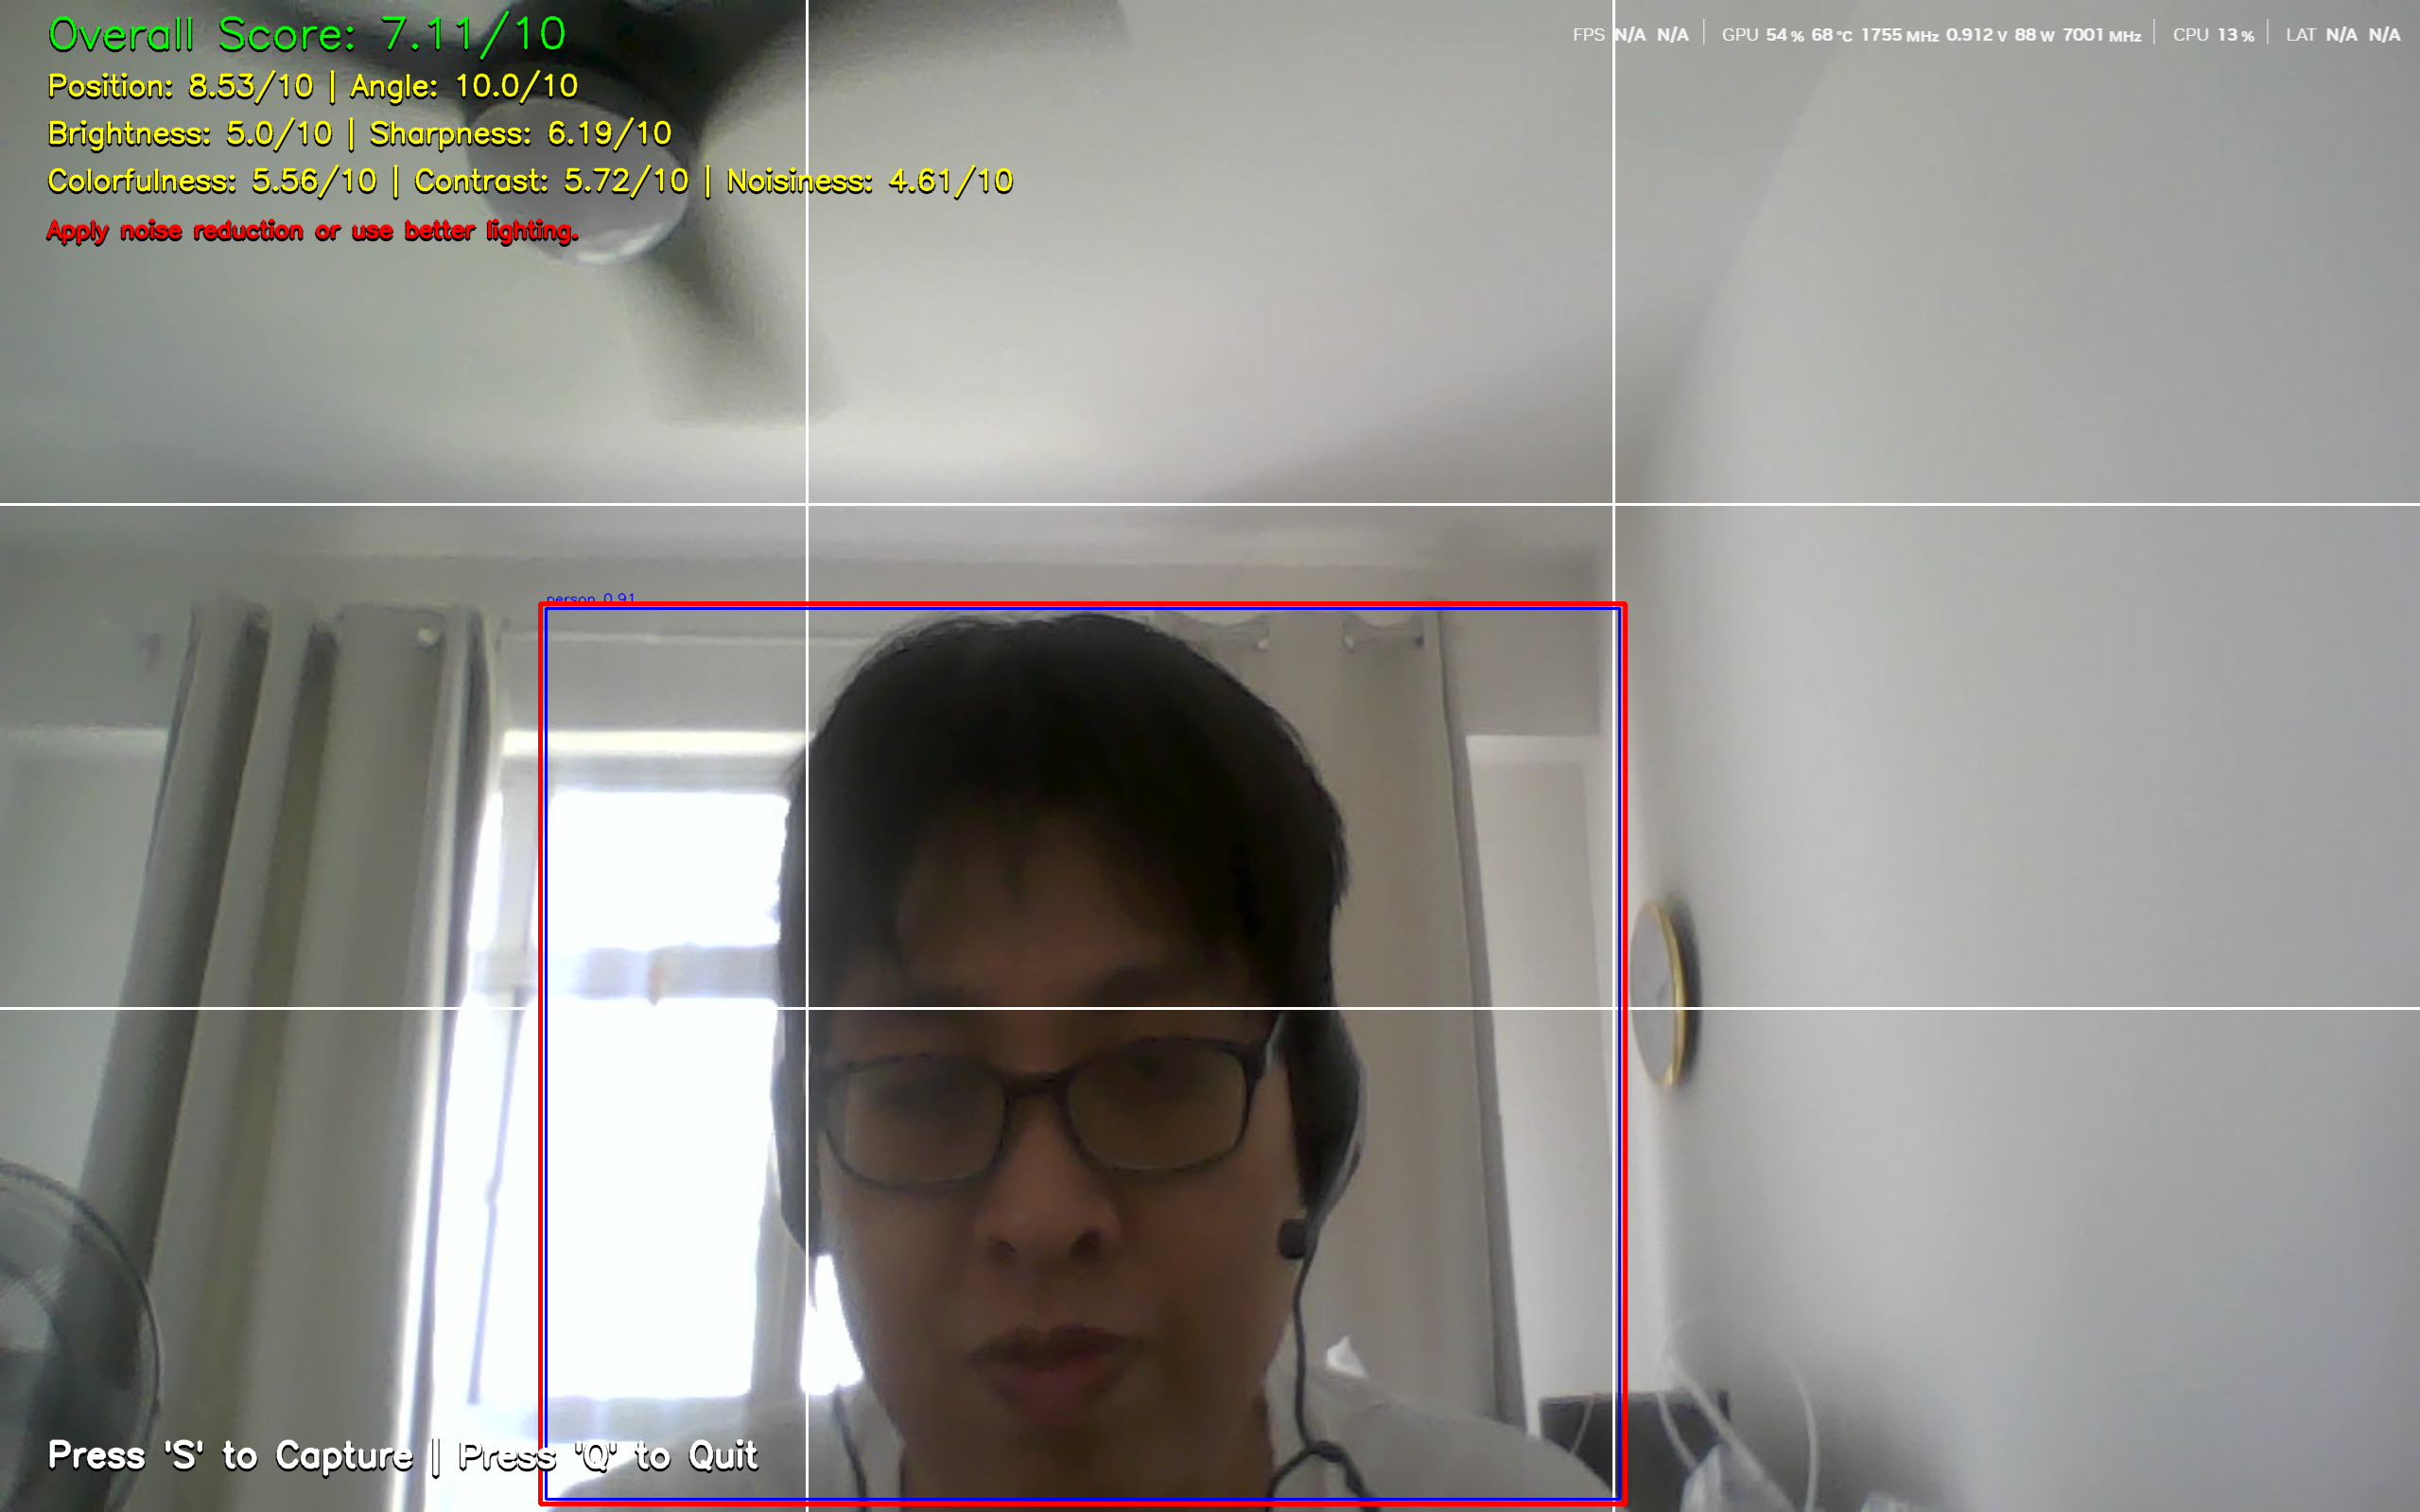 Overall Score: 7.11/10
FPS N/A N/A | GPU 54 % 68 °C 1755 MHz 0.912 V 88 W 7001 MHz | CPU 13 % | LAT N/A N/A
Position: 8.53/10 | Angle: 10.0/10
Brightness: 5.0/10 | Sharpness: 6.19/10
Colorfulness: 5.56/10 | Contrast: 5.72/10 | Noisiness: 4.61/10
Apply noise reduction or use better lighting.
person 0.91
Press 'S' to Capture | Press 'Q' to Quit